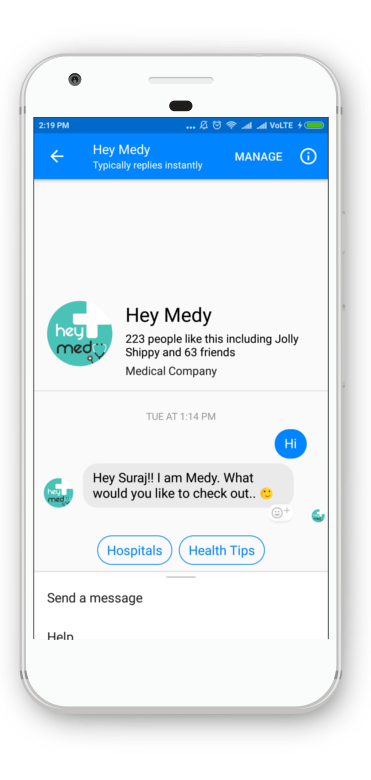 2:19 PM ... VoLTE
Hey Medy
Typically replies instantly
MANAGE
hey
med
Hey Medy
223 people like this including Jolly
Shippy and 63 friends
Medical Company
TUE AT 1:14 PM
Hi
Hey Suraj!! I am Medy. What
would you like to check out.. 🙂
hey
med
Hospitals
Health Tips
Send a message
Help